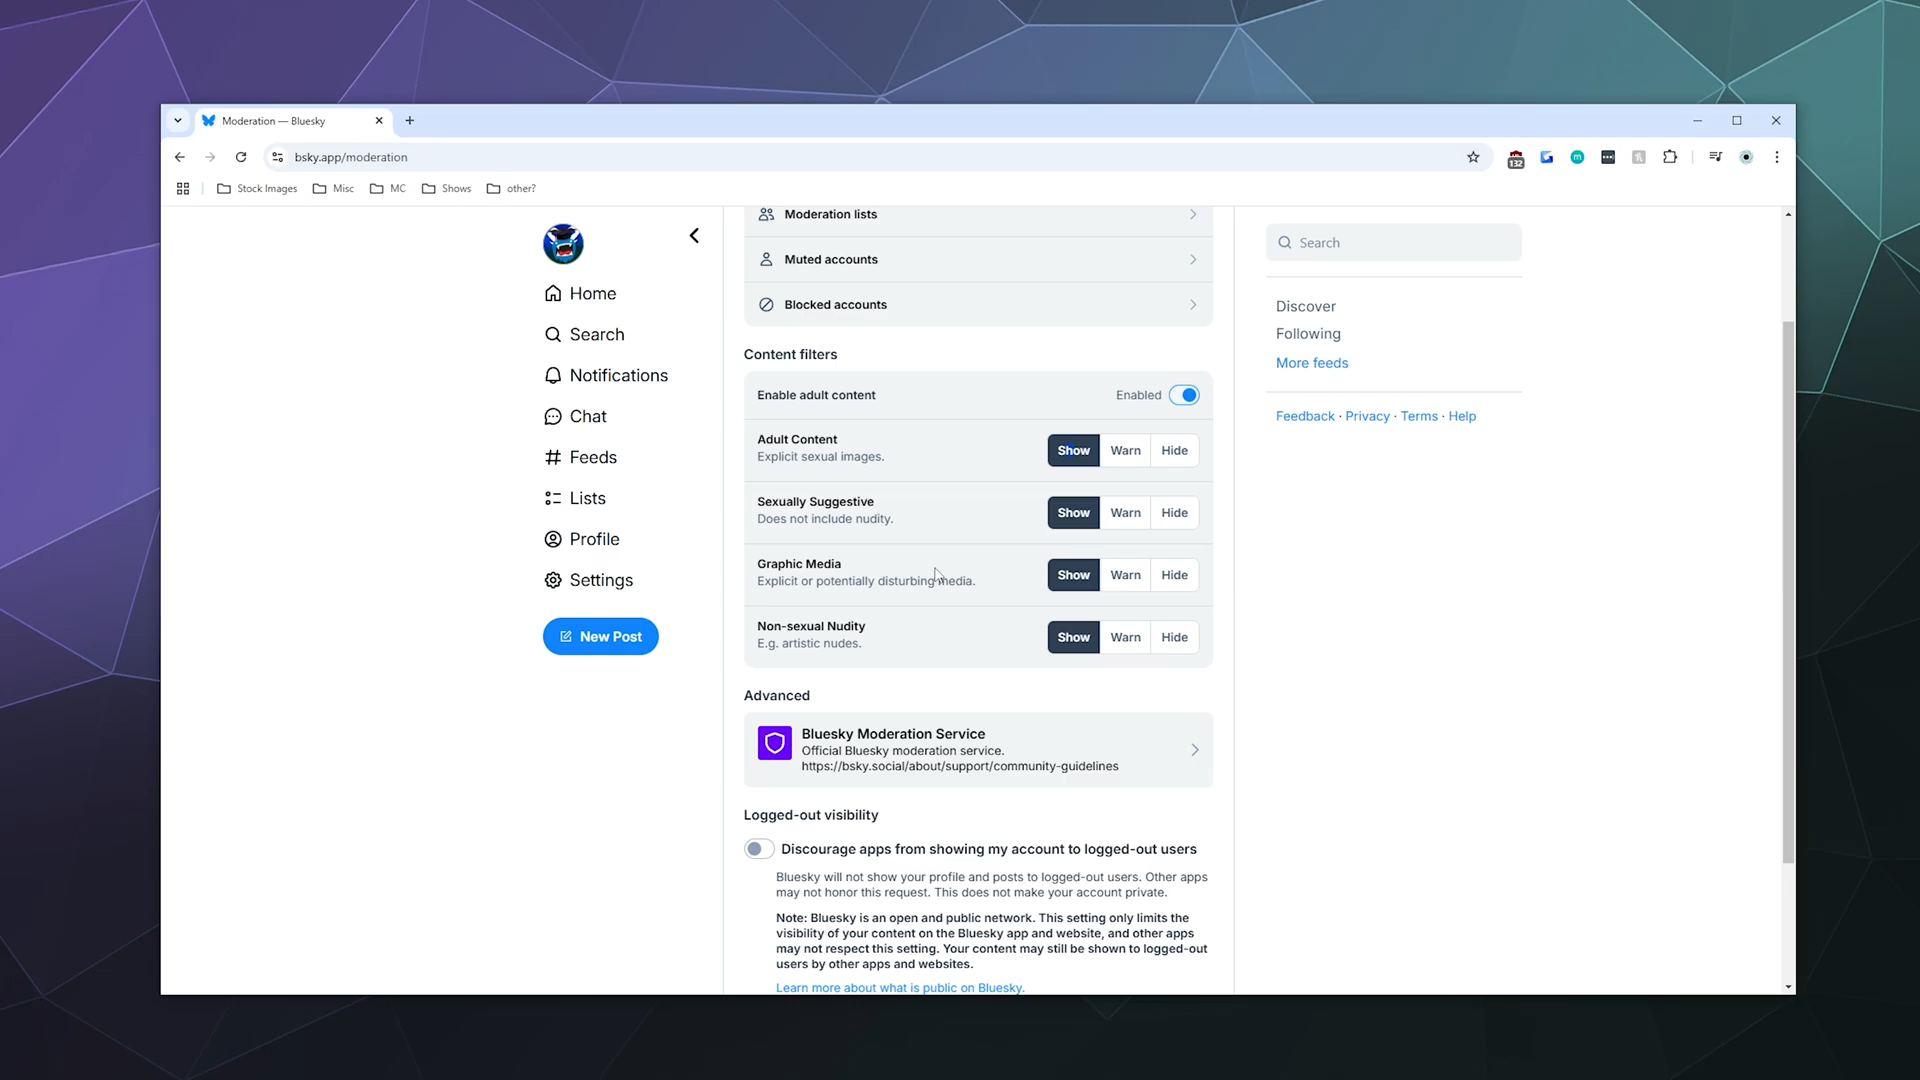 Moderation — Bluesky
bsky.app/moderation
132
m
Stock Images
Misc
MC
Shows
other?
Home
Search
Notifications
Chat
Feeds
Lists
Profile
Settings
New Post
Moderation lists
Muted accounts
Blocked accounts
Content filters
Enable adult content
Enabled
Adult Content
Explicit sexual images.
Show Warn Hide
Sexually Suggestive
Does not include nudity.
Show Warn Hide
Graphic Media
Explicit or potentially disturbing media.
Show Warn Hide
Non-sexual Nudity
E.g. artistic nudes.
Show Warn Hide
Advanced
Bluesky Moderation Service
Official Bluesky moderation service.
https://bsky.social/about/support/community-guidelines
Logged-out visibility
Discourage apps from showing my account to logged-out users
Bluesky will not show your profile and posts to logged-out users. Other apps
may not honor this request. This does not make your account private.
Note: Bluesky is an open and public network. This setting only limits the
visibility of your content on the Bluesky app and website, and other apps
may not respect this setting. Your content may still be shown to logged-out
users by other apps and websites.
Learn more about what is public on Bluesky.
Search
Discover
Following
More feeds
Feedback · Privacy · Terms · Help